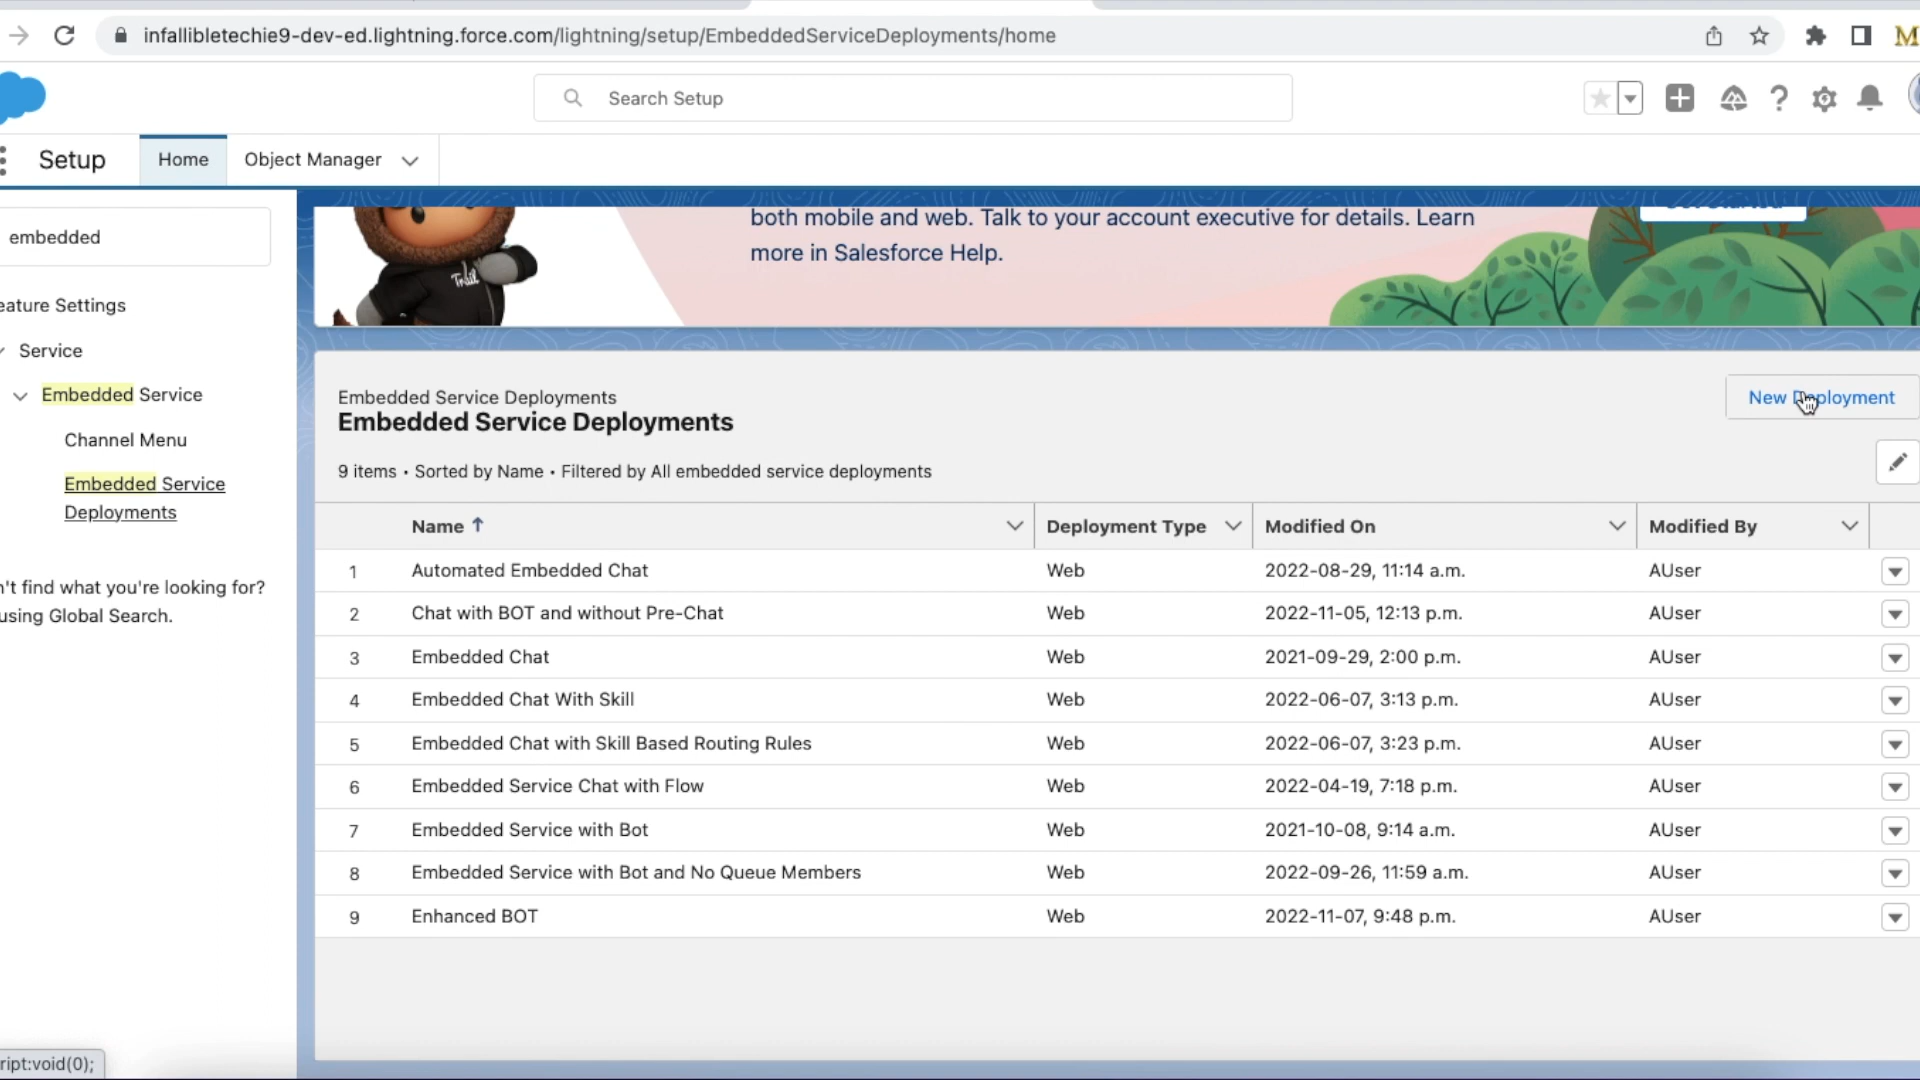 infallibletechie9-dev-ed.lightning.force.com/lightning/setup/EmbeddedServiceDeployments/home
M
Search Setup
Setup
Home
Object Manager
embedded
both mobile and web. Talk to your account executive for details. Learn
more in Salesforce Help.
Trail
eature Settings
Service
Embedded Service
Channel Menu
Embedded Service
Deployments
n't find what you're looking for?
using Global Search.
Embedded Service Deployments
Embedded Service Deployments
New Deployment
9 items • Sorted by Name • Filtered by All embedded service deployments
Name ↑ Deployment Type Modified On Modified By
1 Automated Embedded Chat Web 2022-08-29, 11:14 a.m. AUser
2 Chat with BOT and without Pre-Chat Web 2022-11-05, 12:13 p.m. AUser
3 Embedded Chat Web 2021-09-29, 2:00 p.m. AUser
4 Embedded Chat With Skill Web 2022-06-07, 3:13 p.m. AUser
5 Embedded Chat with Skill Based Routing Rules Web 2022-06-07, 3:23 p.m. AUser
6 Embedded Service Chat with Flow Web 2022-04-19, 7:18 p.m. AUser
7 Embedded Service with Bot Web 2021-10-08, 9:14 a.m. AUser
8 Embedded Service with Bot and No Queue Members Web 2022-09-26, 11:59 a.m. AUser
9 Enhanced BOT Web 2022-11-07, 9:48 p.m. AUser
ript:void(0);